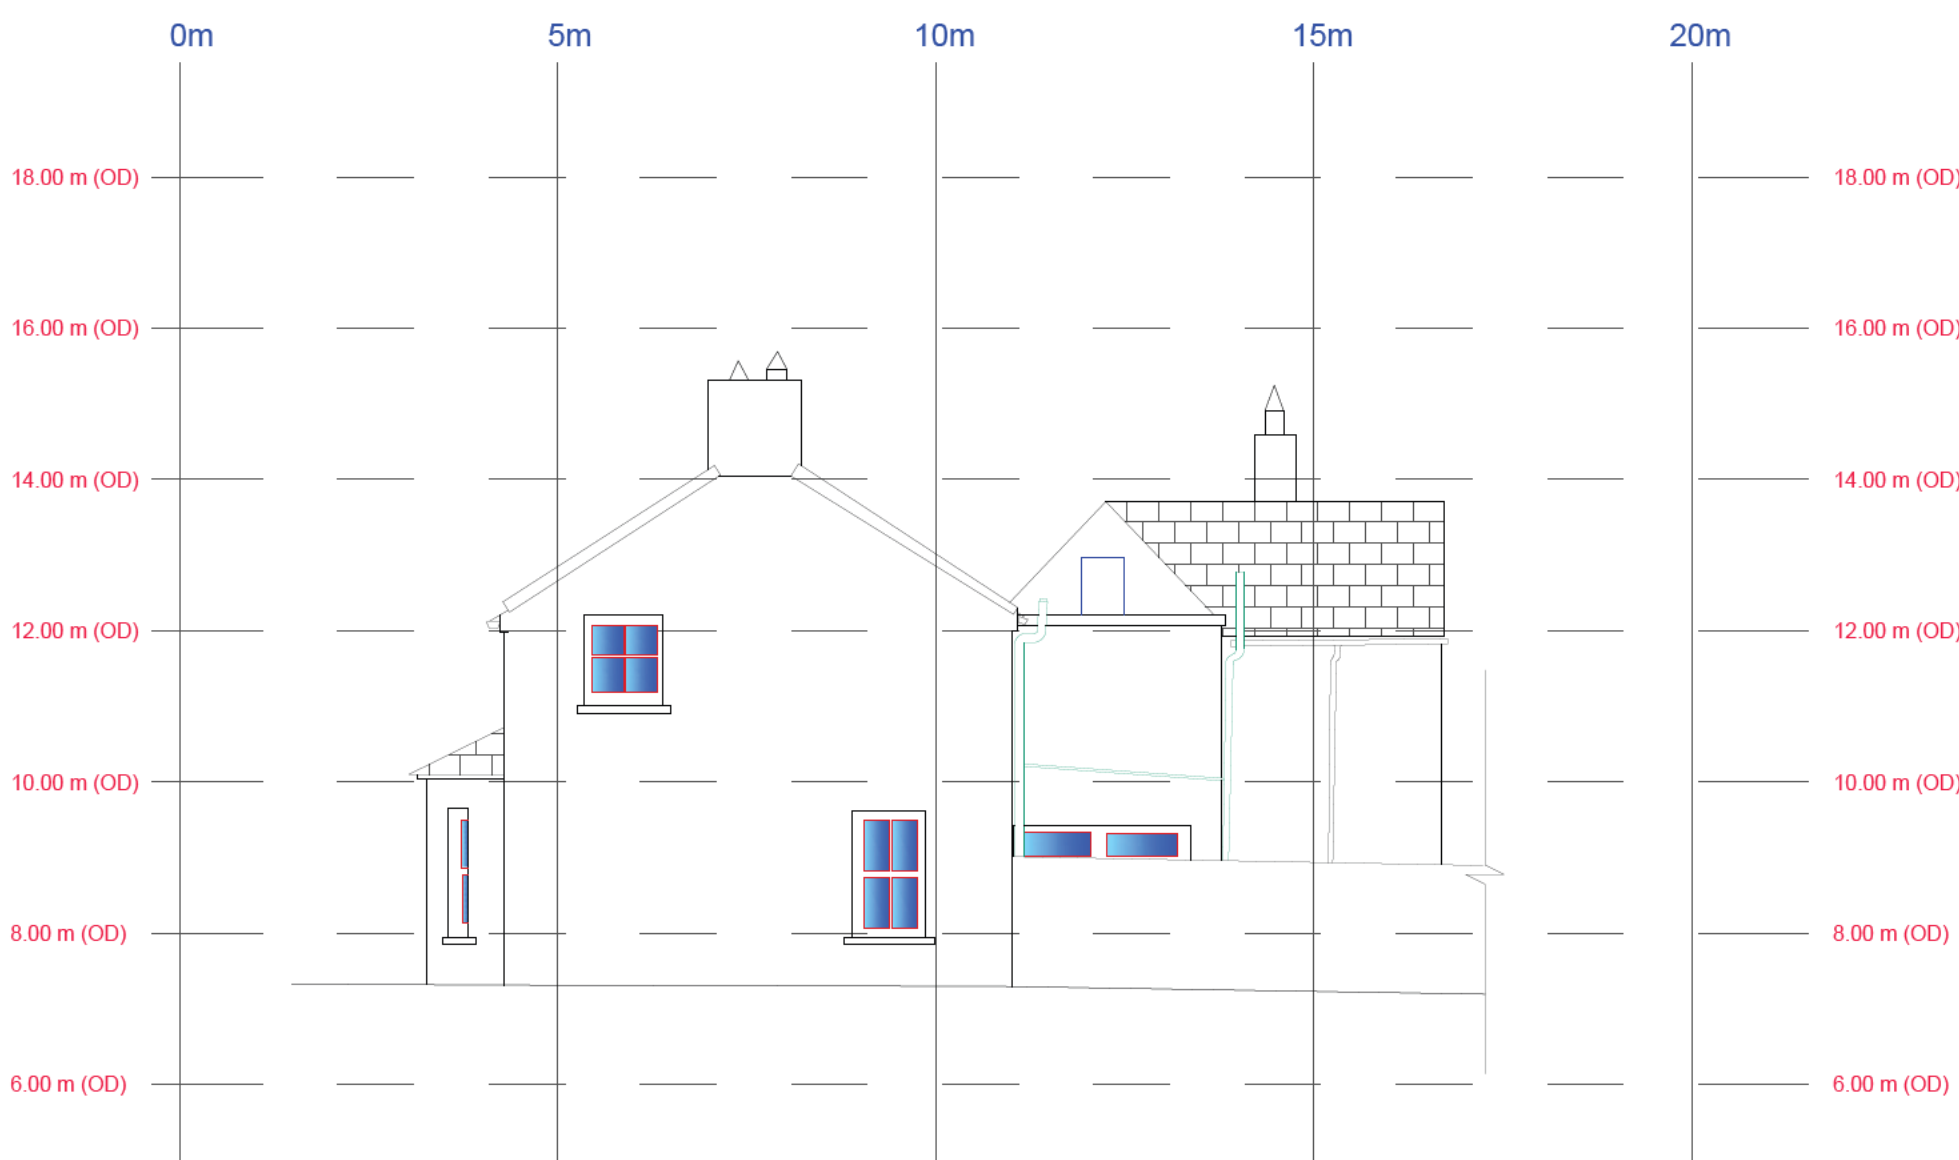 0m 5m 10m 15m 20m
18.00 m (OD) 18.00 m (OD)
16.00 m (OD) 16.00 m (OD)
14.00 m (OD) 14.00 m (OD)
12.00 m (OD) 12.00 m (OD)
10.00 m (OD) 10.00 m (OD)
8.00 m (OD) 8.00 m (OD)
6.00 m (OD) 6.00 m (OD)